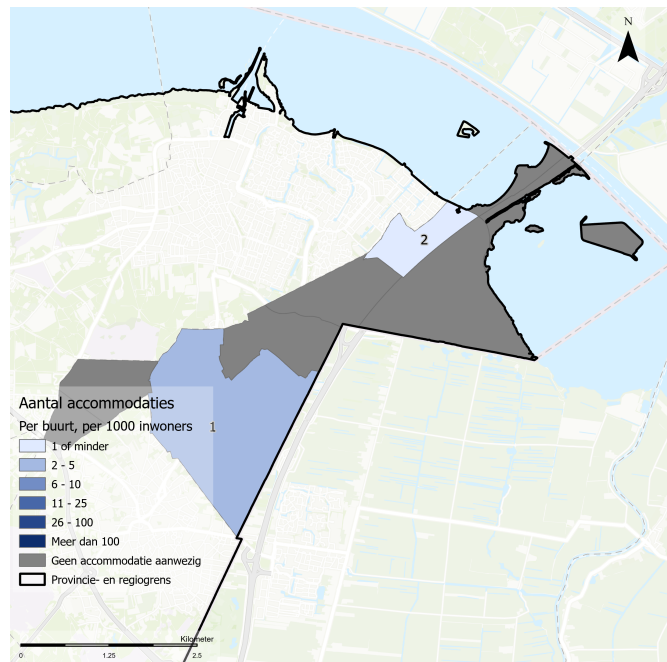 N
2
Aantal accommodaties
Per buurt, per 1000 inwoners
1
1 of minder
2 - 5
6 - 10
11 - 25
26 - 100
Meer dan 100
Geen accommodatie aanwezig
Provincie- en regiogrens
Kilometer
0 1.25 2.5